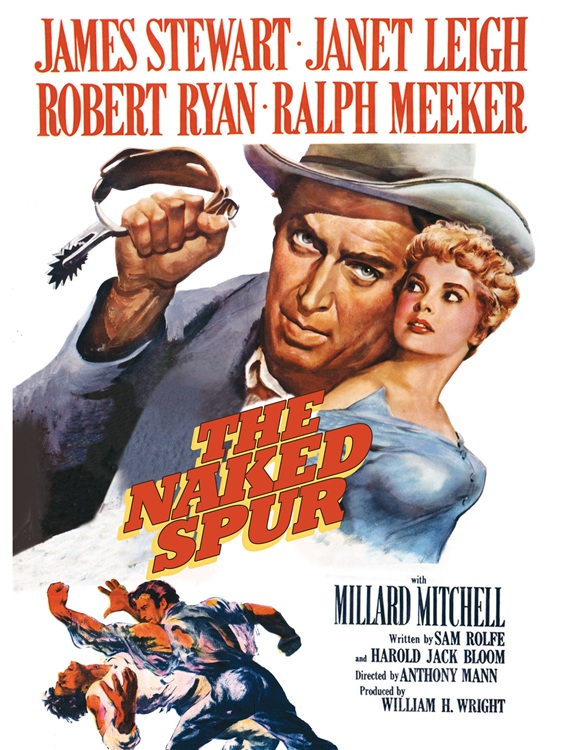 JAMES STEWART · JANET LEIGH
ROBERT RYAN · RALPH MEEKER
THE
NAKED
SPUR
with
MILLARD MITCHELL
Written by SAM ROLFE
and HAROLD JACK BLOOM
Directed by ANTHONY MANN
Produced by
WILLIAM H. WRIGHT